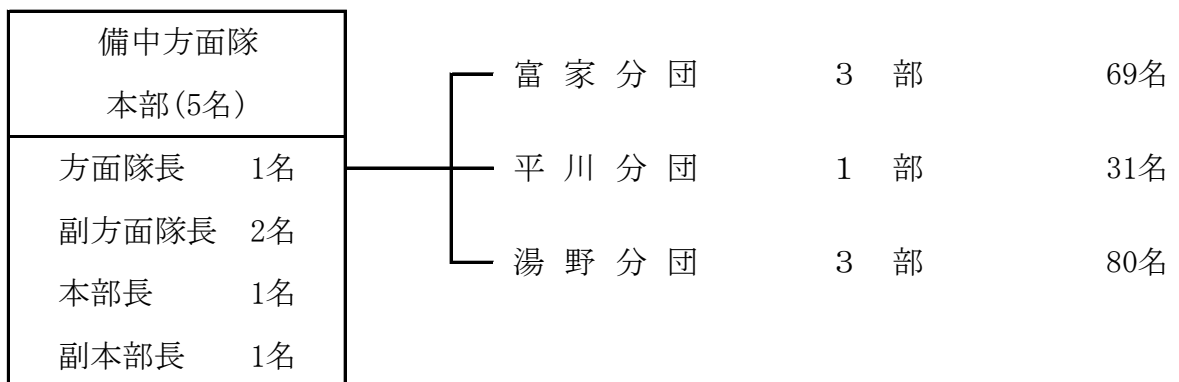 備中方面隊
本部(5名)
方面隊長 1名
副方面隊長 2名
本部長 1名
副本部長 1名
富家分団 3部 69名
平川分団 1部 31名
湯野分団 3部 80名